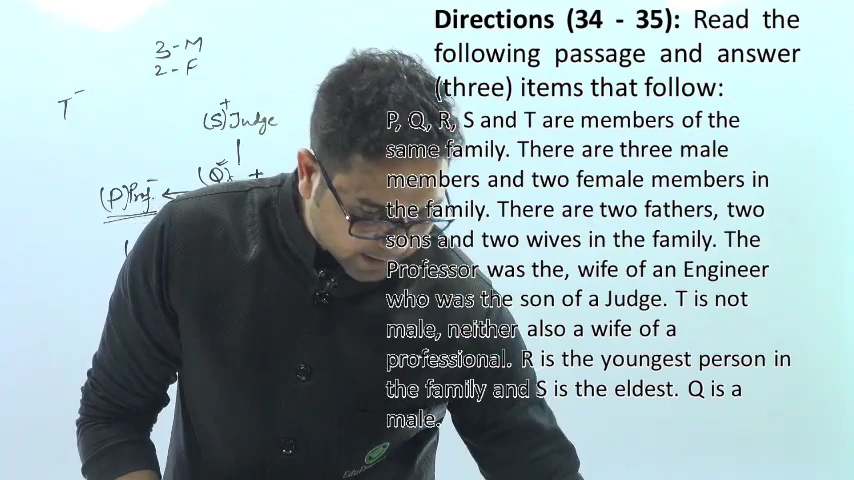 Directions (34 - 35): Read the
following passage and answer
(three) items that follow:
P, Q, R, S and T are members of the
same family. There are three male
members and two female members in
the family. There are two fathers, two
sons and two wives in the family. The
Professor was the, wife of an Engineer
who was the son of a Judge. T is not
male, neither also a wife of a
professional. R is the youngest person in
the family and S is the eldest. Q is a
male.
3-M
2-F
T -
(S)+ Judge
(Q) +
(P) Prof. -